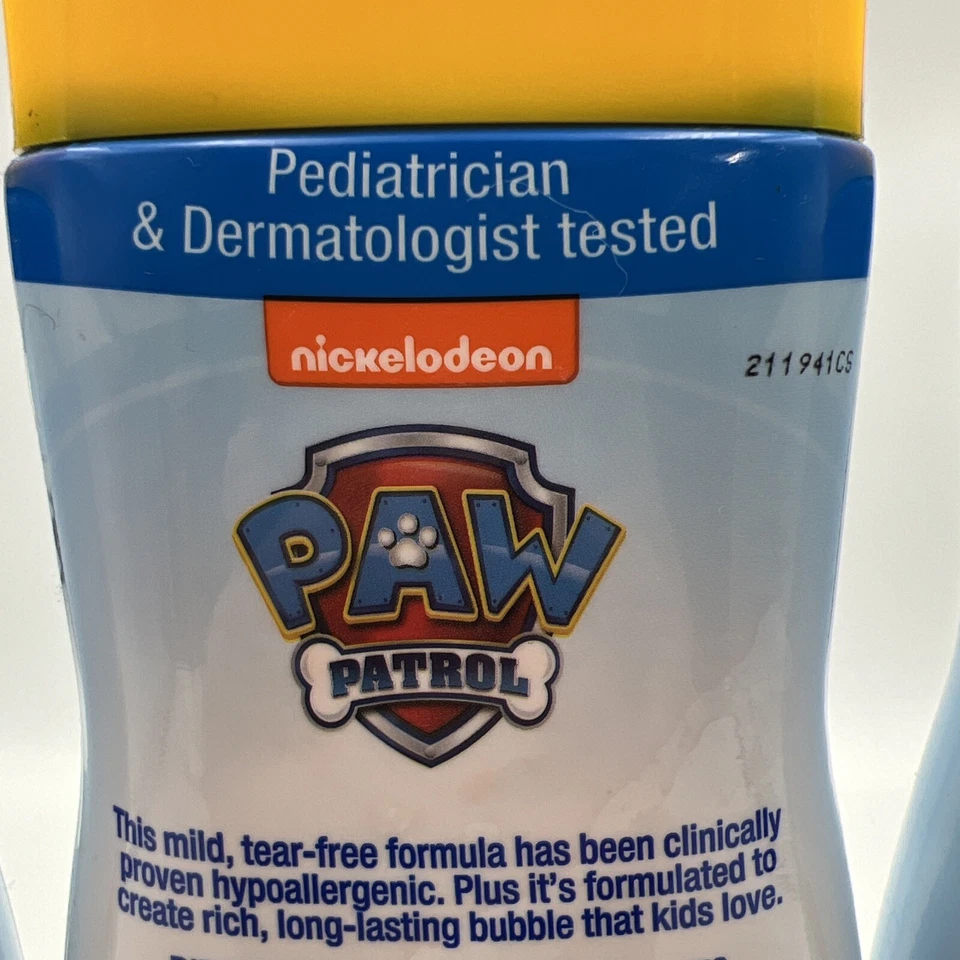 Pediatrician
& Dermatologist tested
nickelodeon
211941CS
PAW
PATROL
This mild, tear-free formula has been clinically
proven hypoallergenic. Plus it's formulated to
create rich, long-lasting bubble that kids love.